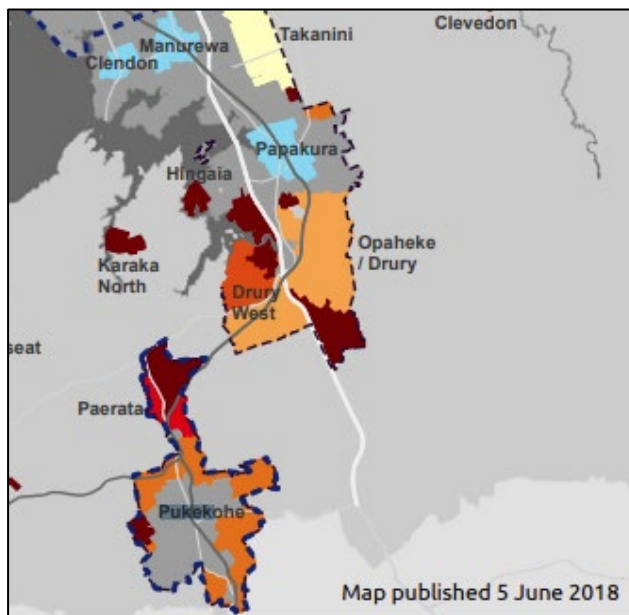 Takanini
Clevedon
Manurewa
Clendon
Papakura
Hingaia
Opaheke
/ Drury
Karaka
North
Drury
West
seat
Paerata
Pukekohe
Map published 5 June 2018